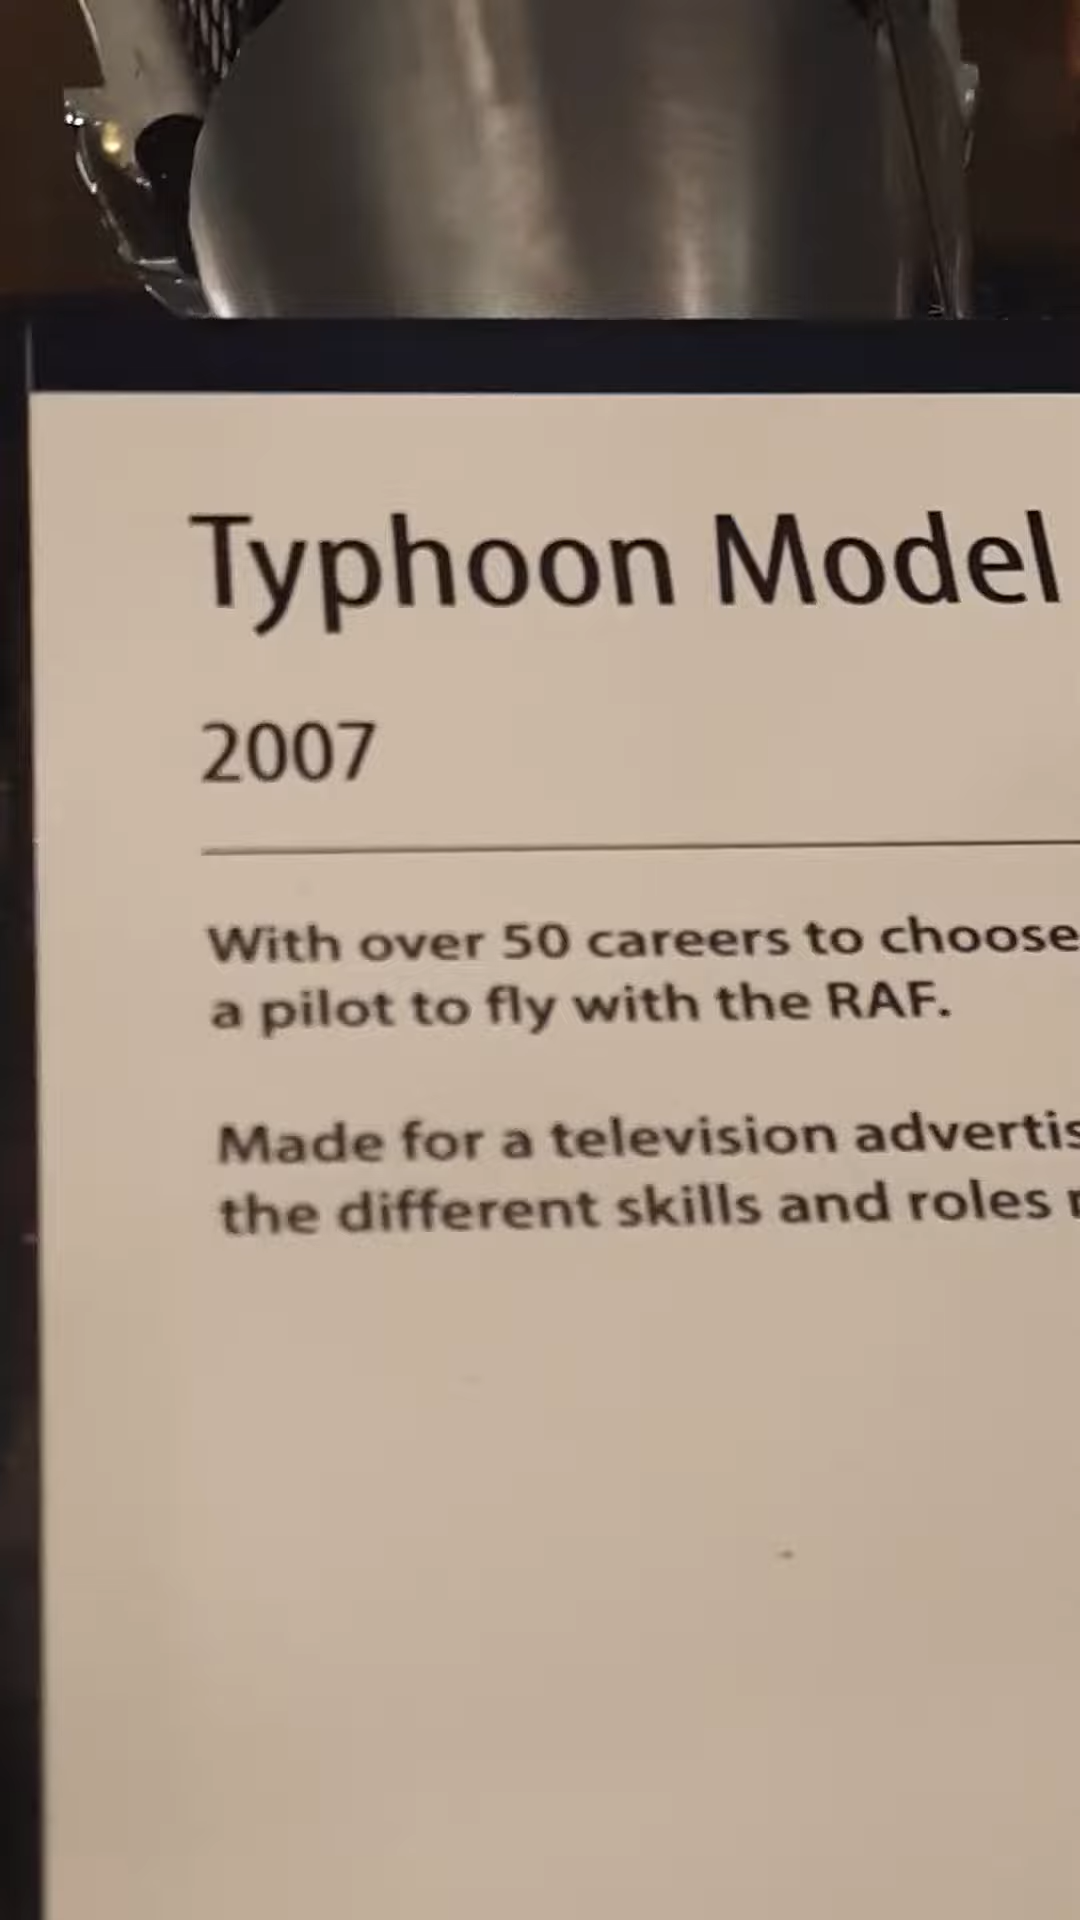 Typhoon Model
2007
With over 50 careers to choose
a pilot to fly with the RAF.
Made for a television advertis
the different skills and roles r